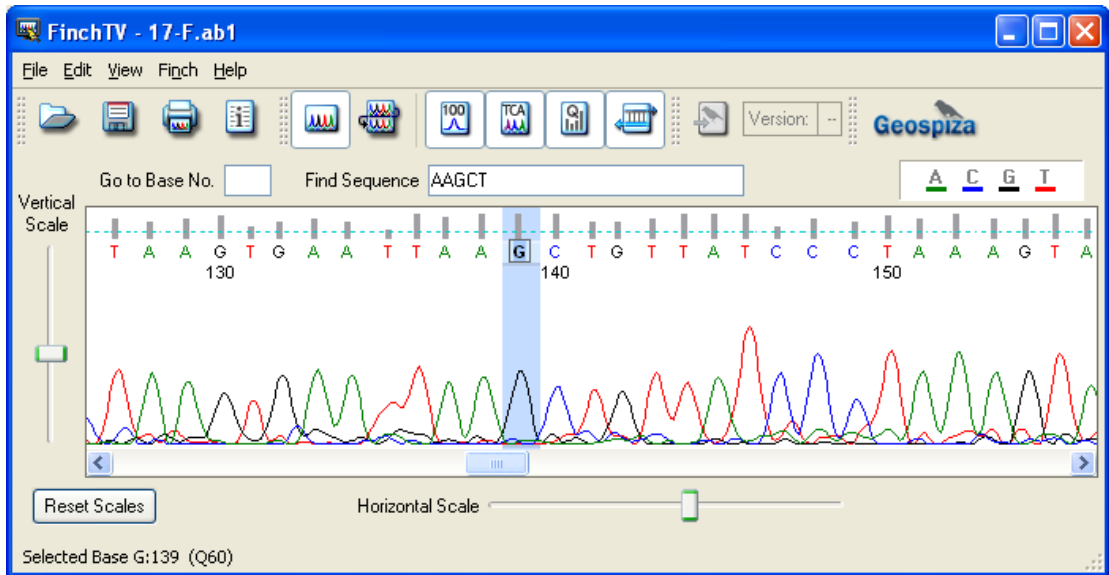 FinchTV - 17-F.ab1
File Edit View Finch Help
100 TCA Q Version: -- Geospiza
Go to Base No. Find Sequence AAGCT A C G T
Vertical
Scale
T A A G T G A A T T A A G C T G T T A T C C C T A A A G T A
130 140 150
Reset Scales Horizontal Scale
Selected Base G:139 (Q60)